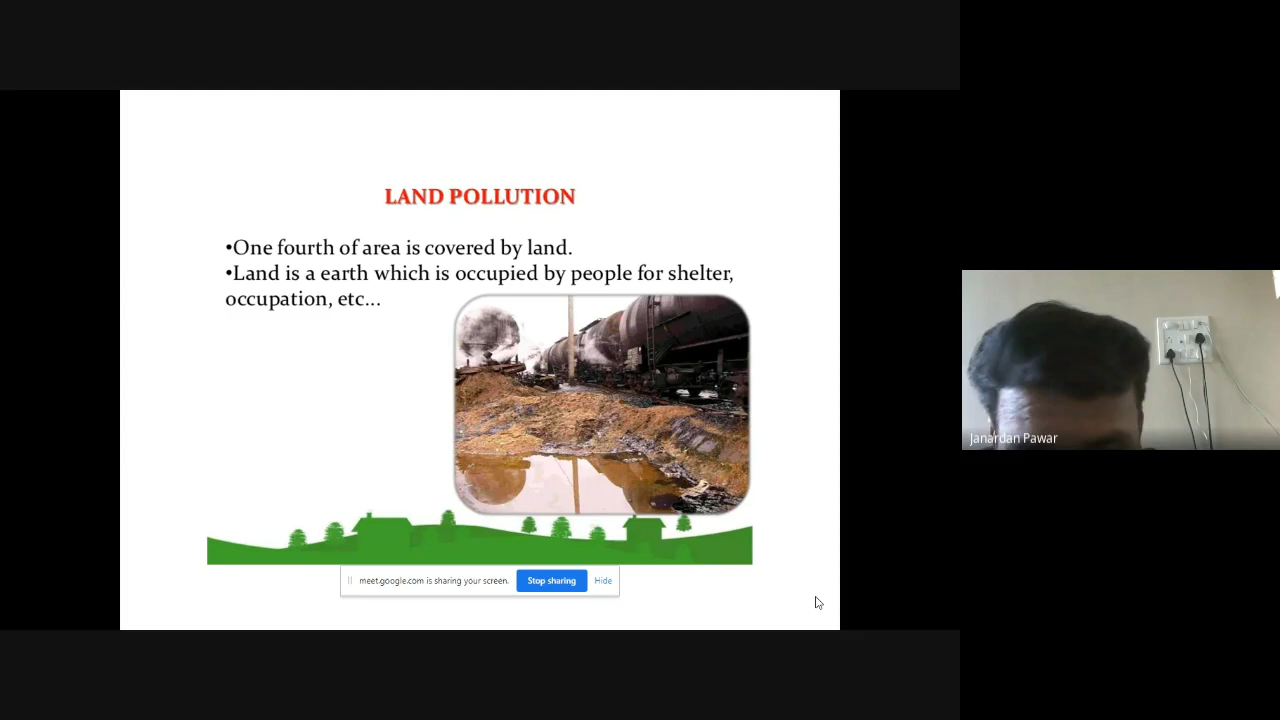 LAND POLLUTION
•One fourth of area is covered by land.
•Land is a earth which is occupied by people for shelter,
occupation, etc...
meet.google.com is sharing your screen.
Stop sharing
Hide
Janardan Pawar